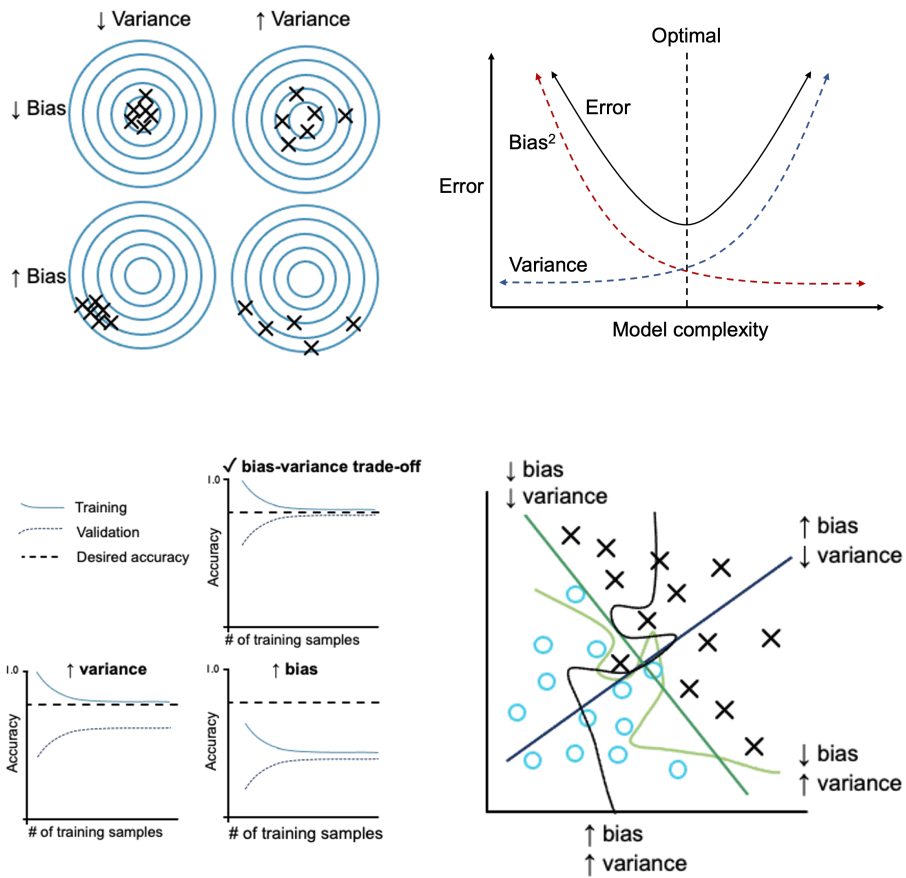 ↓ Variance
↑ Variance
↓ Bias
↑ Bias
Optimal
Error
Bias²
Error
Variance
Model complexity
✓ bias-variance trade-off
Training
Validation
Desired accuracy
1.0
Accuracy
# of training samples
↑ variance
1.0
Accuracy
# of training samples
↑ bias
1.0
Accuracy
# of training samples
↓ bias
↓ variance
↑ bias
↓ variance
↓ bias
↑ variance
↑ bias
↑ variance